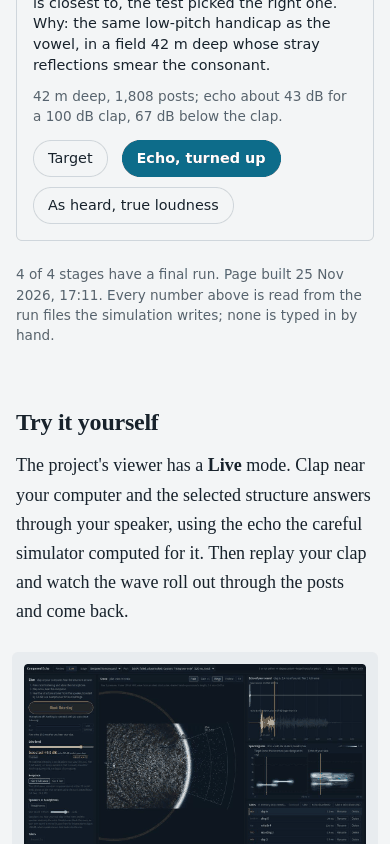 is closest to, the test picked the right one.
Why: the same low-pitch handicap as the
vowel, in a field 42 m deep whose stray
reflections smear the consonant.
42 m deep, 1,808 posts; echo about 43 dB for
a 100 dB clap, 67 dB below the clap.
Target
Echo, turned up
As heard, true loudness
4 of 4 stages have a final run. Page built 25 Nov
2026, 17:11. Every number above is read from the
run files the simulation writes; none is typed in by
hand.
Try it yourself
The project's viewer has a Live mode. Clap near
your computer and the selected structure answers
through your speaker, using the echo the careful
simulator computed for it. Then replay your clap
and watch the wave roll out through the posts
and come back.